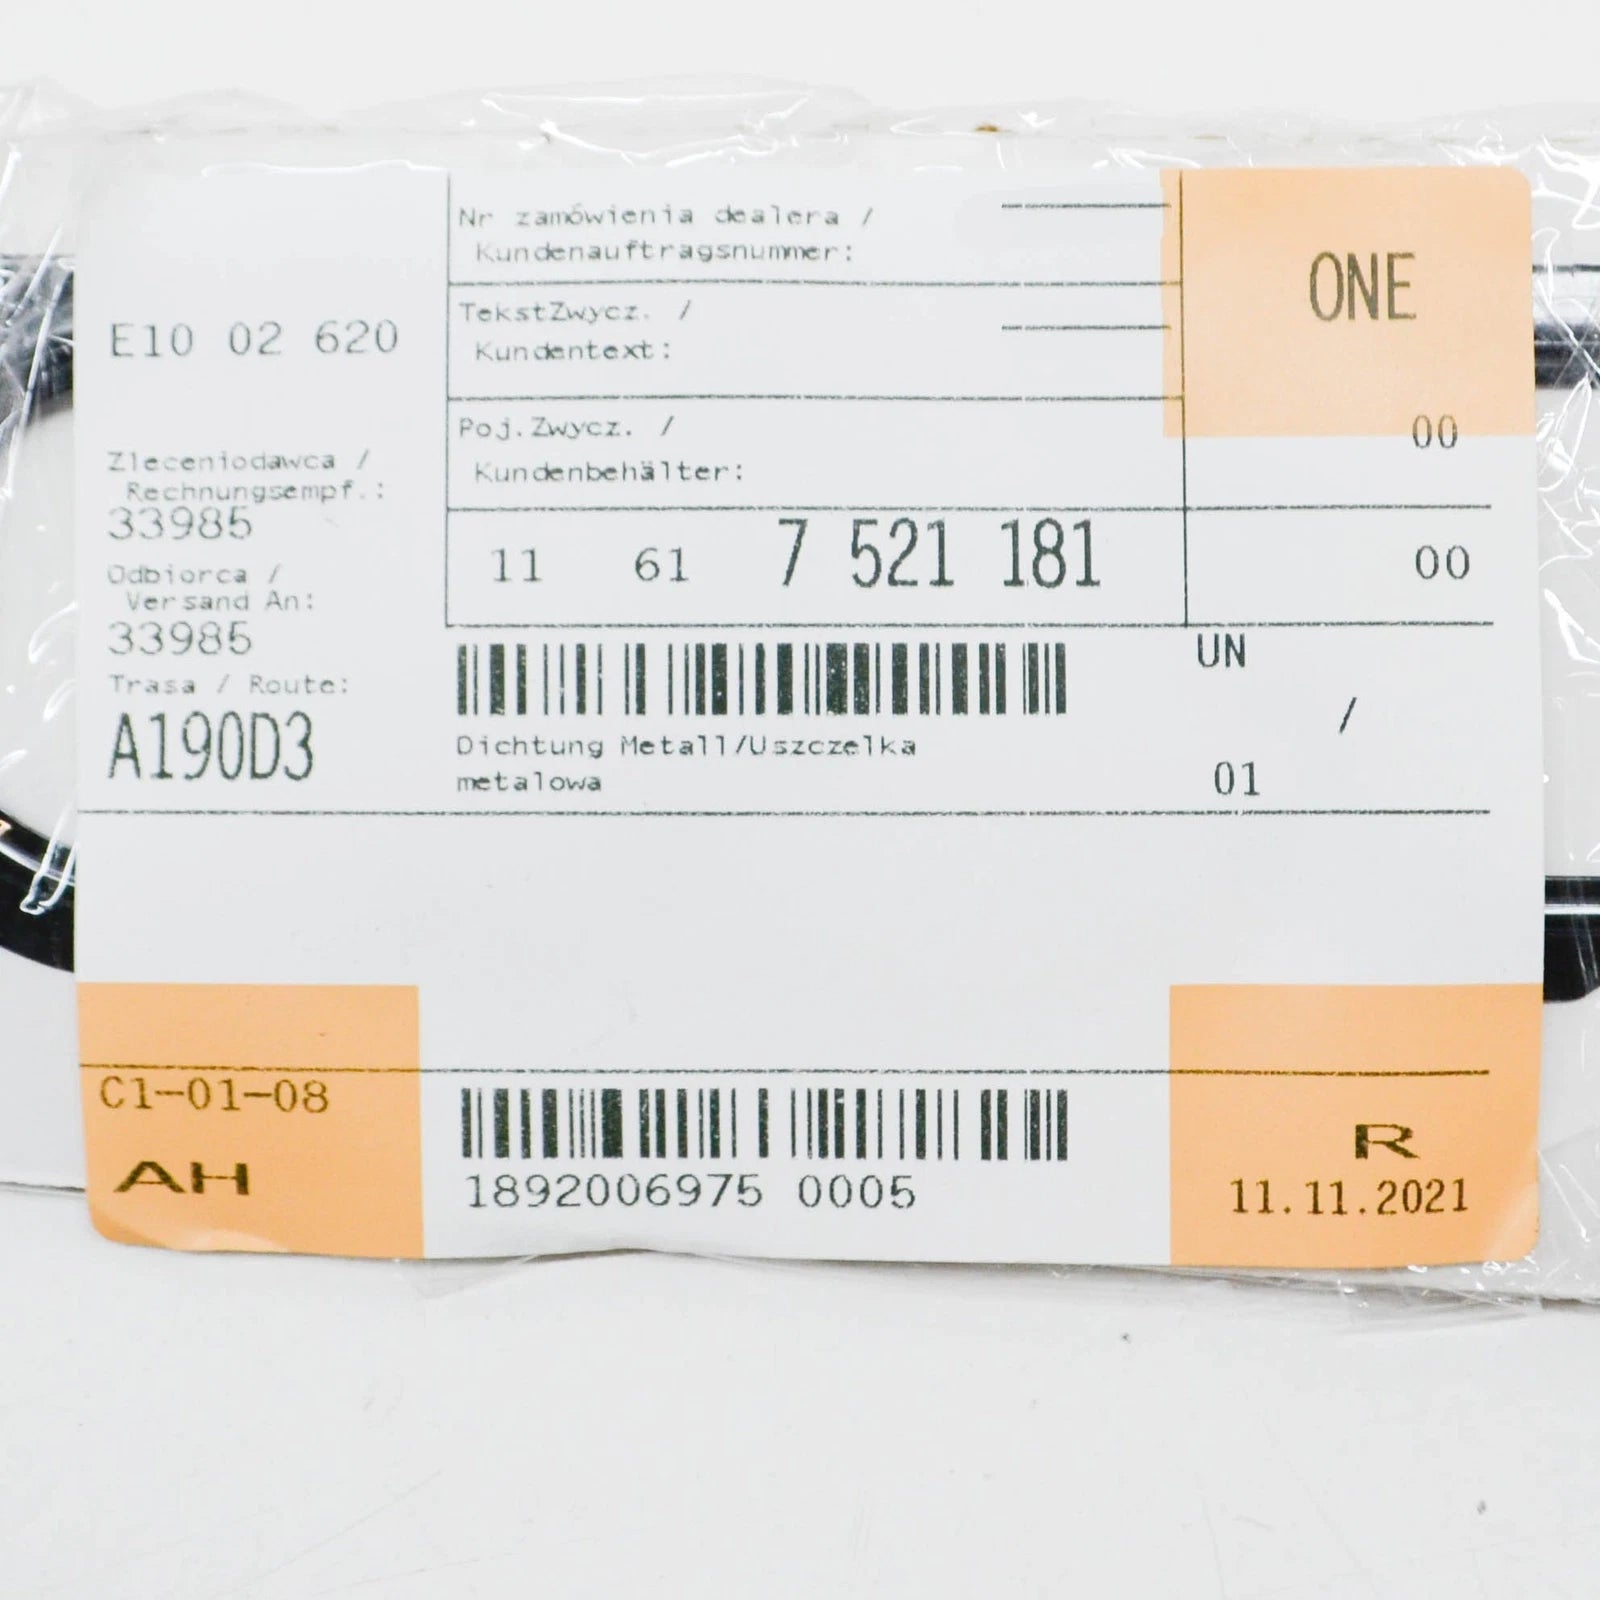 E10 02 620
Zleceniodawca /
Rechnungsempf.:
33985
Odbiorca /
Versand An:
33985
Trasa / Route:
A190D3
Nr zamówienia dealera /
Kundenauftragsnummer:
TekstZwycz. /
Kundentext:
Poj.Zwycz. /
Kundenbehälter:
ONE
00
11 61 7 521 181
00
UN
/
01
Dichtung Metall/Uszczelka
metalowa
C1-01-08
AH
1892006975 0005
R
11.11.2021